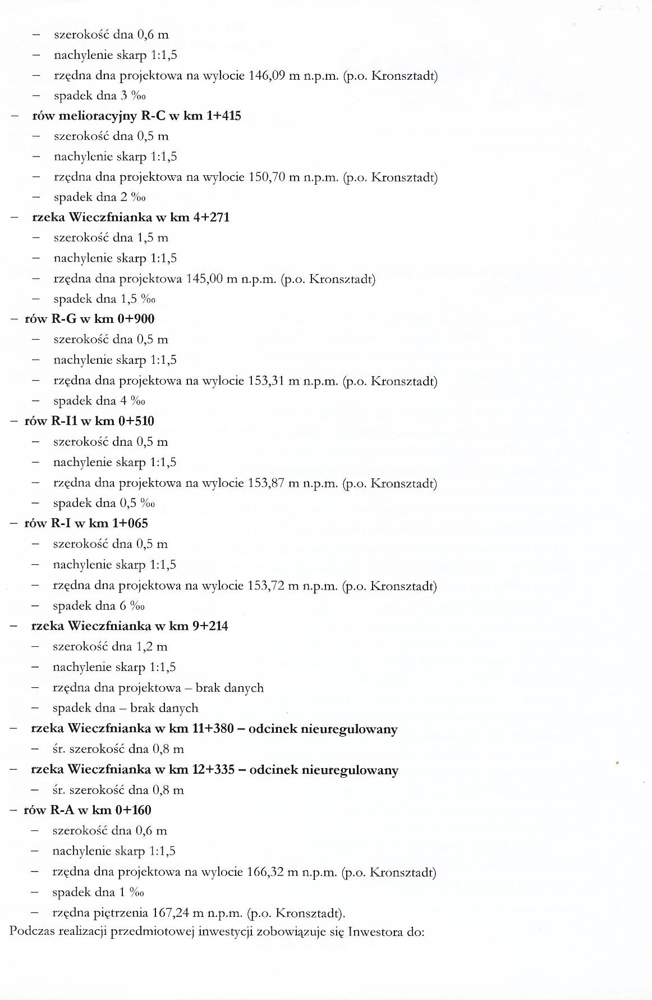 – szerokość dna 0,6 m
– nachylenie skarp 1:1,5
– rzędna dna projektowa na wylocie 146,09 m n.p.m. (p.o. Kronsztadt)
– spadek dna 3 ‰
– rów melioracyjny R-C w km 1+415
– szerokość dna 0,5 m
– nachylenie skarp 1:1,5
– rzędna dna projektowa na wylocie 150,70 m n.p.m. (p.o. Kronsztadt)
– spadek dna 2 ‰
– rzeka Wieczfnianka w km 4+271
– szerokość dna 1,5 m
– nachylenie skarp 1:1,5
– rzędna dna projektowa 145,00 m n.p.m. (p.o. Kronsztadt)
– spadek dna 1,5 ‰
– rów R-G w km 0+900
– szerokość dna 0,5 m
– nachylenie skarp 1:1,5
– rzędna dna projektowa na wylocie 153,31 m n.p.m. (p.o. Kronsztadt)
– spadek dna 4 ‰
– rów R-I1 w km 0+510
– szerokość dna 0,5 m
– nachylenie skarp 1:1,5
– rzędna dna projektowa na wylocie 153,87 m n.p.m. (p.o. Kronsztadt)
– spadek dna 0,5 ‰
– rów R-I w km 1+065
– szerokość dna 0,5 m
– nachylenie skarp 1:1,5
– rzędna dna projektowa na wylocie 153,72 m n.p.m. (p.o. Kronsztadt)
– spadek dna 6 ‰
– rzeka Wieczfnianka w km 9+214
– szerokość dna 1,2 m
– nachylenie skarp 1:1,5
– rzędna dna projektowa – brak danych
– spadek dna – brak danych
– rzeka Wieczfnianka w km 11+380 – odcinek nieuregulowany
– śr. szerokość dna 0,8 m
– rzeka Wieczfnianka w km 12+335 – odcinek nieuregulowany
– śr. szerokość dna 0,8 m
– rów R-A w km 0+160
– szerokość dna 0,6 m
– nachylenie skarp 1:1,5
– rzędna dna projektowa na wylocie 166,32 m n.p.m. (p.o. Kronsztadt)
– spadek dna 1 ‰
– rzędna piętrzenia 167,24 m n.p.m. (p.o. Kronsztadt).
Podczas realizacji przedmiotowej inwestycji zobowiązuje się Inwestora do: